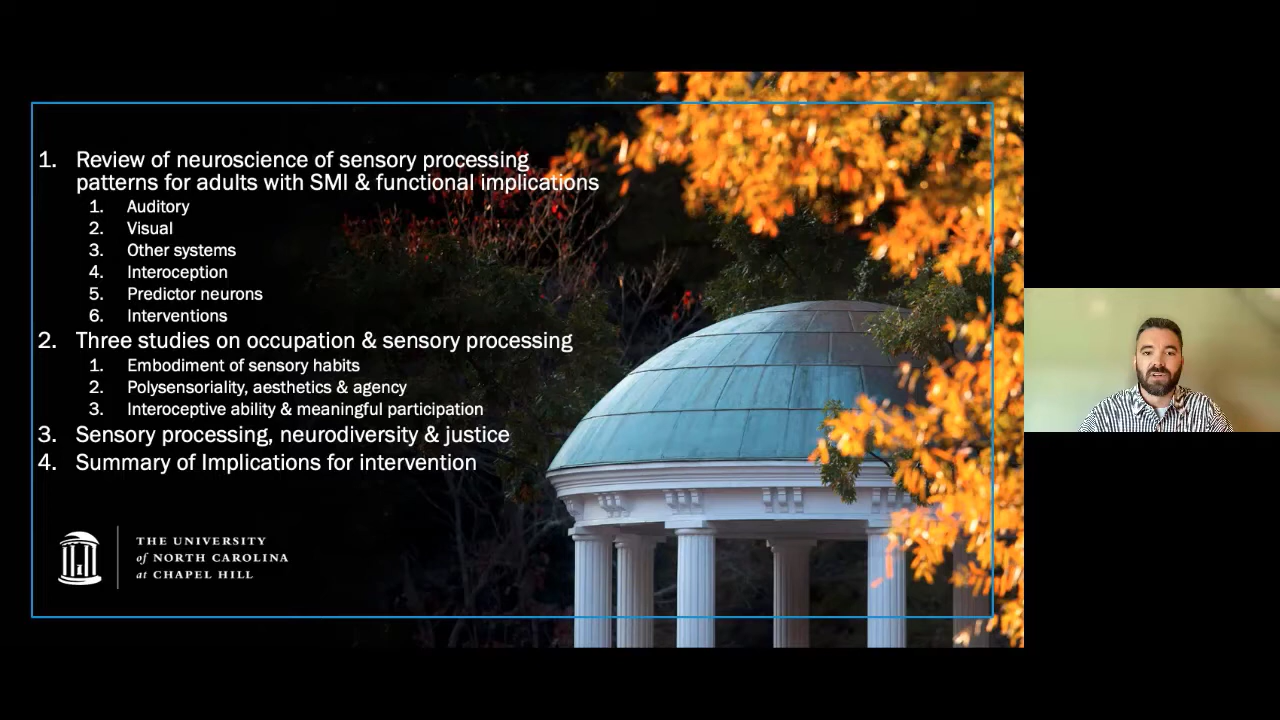 1. Review of neuroscience of sensory processing
patterns for adults with SMI & functional implications
1. Auditory
2. Visual
3. Other systems
4. Interoception
5. Predictor neurons
6. Interventions
2. Three studies on occupation & sensory processing
1. Embodiment of sensory habits
2. Polysensoriality, aesthetics & agency
3. Interoceptive ability & meaningful participation
3. Sensory processing, neurodiversity & justice
4. Summary of Implications for intervention
THE UNIVERSITY
of NORTH CAROLINA
at CHAPEL HILL